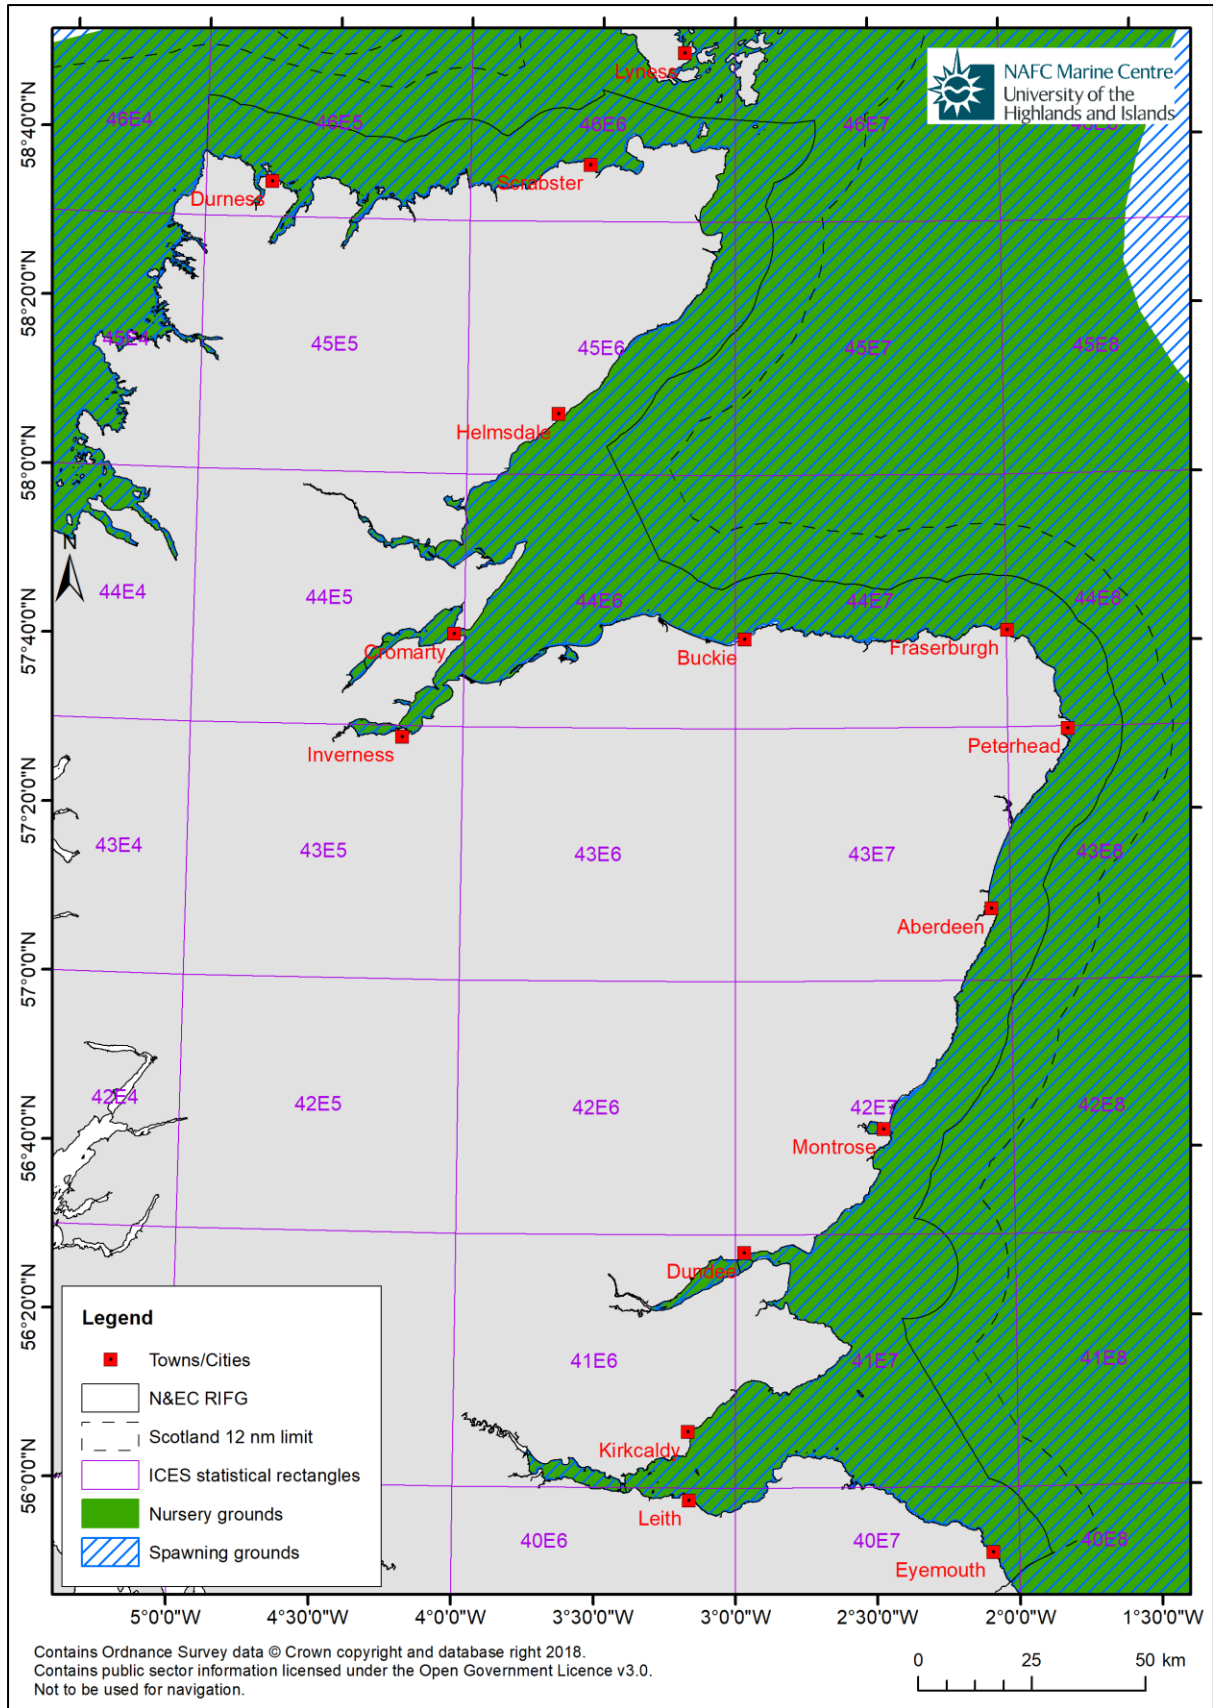 NAFC Marine Centre
University of the
Highlands and Islands
Lyness
46E4
46E5
46E6
46E7
58°40'0"N
Durness
Scrabster
58°20'0"N
45E4
45E5
45E6
45E7
45E8
Helmsdale
58°0'0"N
N
44E4
44E5
44E6
44E7
44E8
57°40'0"N
Cromarty
Buckie
Fraserburgh
Inverness
Peterhead
57°20'0"N
43E4
43E5
43E6
43E7
43E8
Aberdeen
57°0'0"N
42E4
42E5
42E6
42E7
42E8
56°40'0"N
Montrose
Dundee
56°20'0"N
41E6
41E7
41E8
Kirkcaldy
56°0'0"N
Leith
40E6
40E7
40E8
Eyemouth
Legend
Towns/Cities
N&EC RIFG
Scotland 12 nm limit
ICES statistical rectangles
Nursery grounds
Spawning grounds
5°0'0"W
4°30'0"W
4°0'0"W
3°30'0"W
3°0'0"W
2°30'0"W
2°0'0"W
1°30'0"W
Contains Ordnance Survey data © Crown copyright and database right 2018.
Contains public sector information licensed under the Open Government Licence v3.0.
Not to be used for navigation.
0 25 50 km